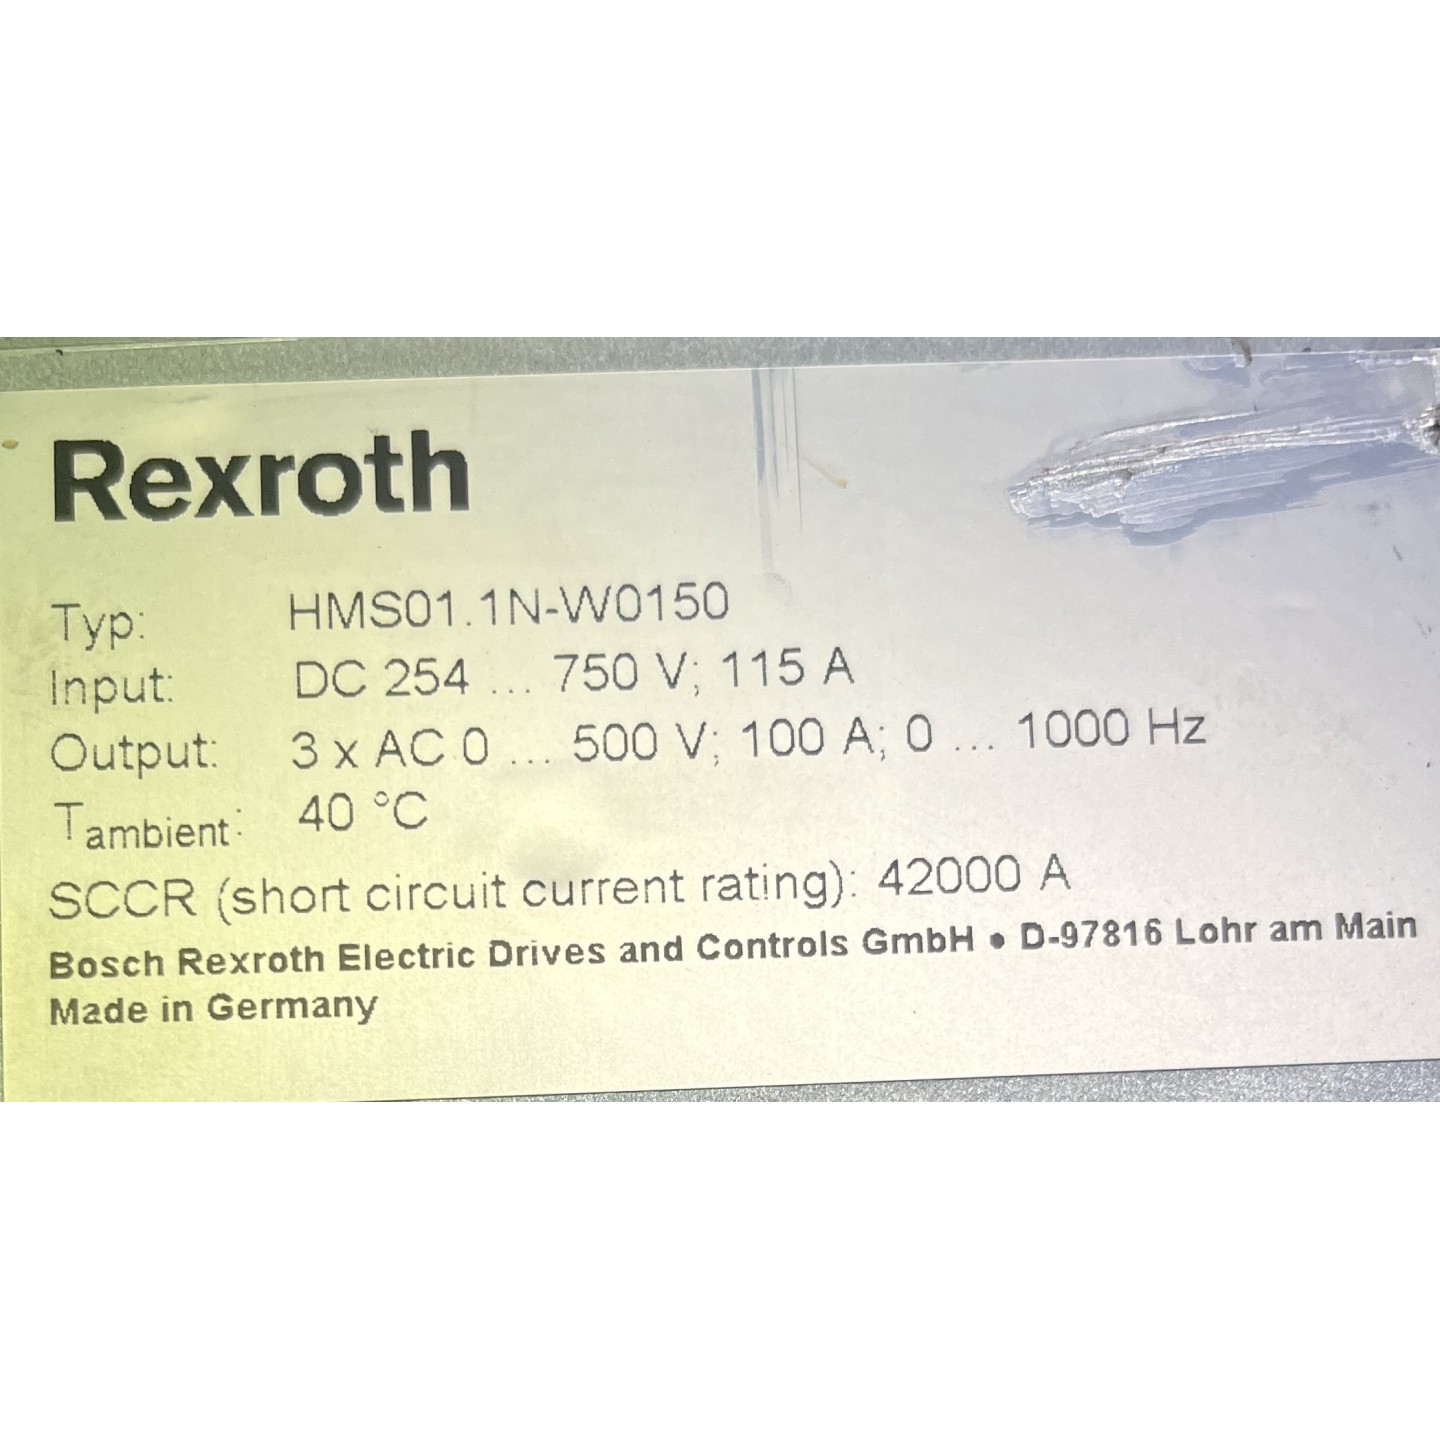 Rexroth
Typ: HMS01.1N-W0150
Input: DC 254 ... 750 V; 115 A
Output: 3 x AC 0 ... 500 V; 100 A; 0 ... 1000 Hz
Tambient: 40 °C
SCCR (short circuit current rating): 42000 A
Bosch Rexroth Electric Drives and Controls GmbH • D-97816 Lohr am Main
Made in Germany